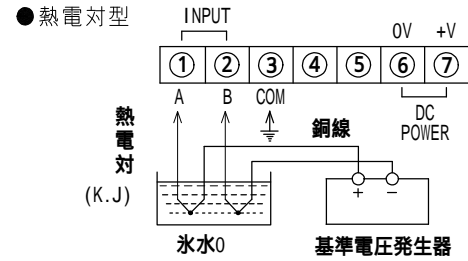 ●熱電対型
INPUT
0V +V
① ② ③ ④ ⑤ ⑥ ⑦
A B COM
DC
POWER
銅線
熱電対
(K.J)
+ −
氷水0
基準電圧発生器